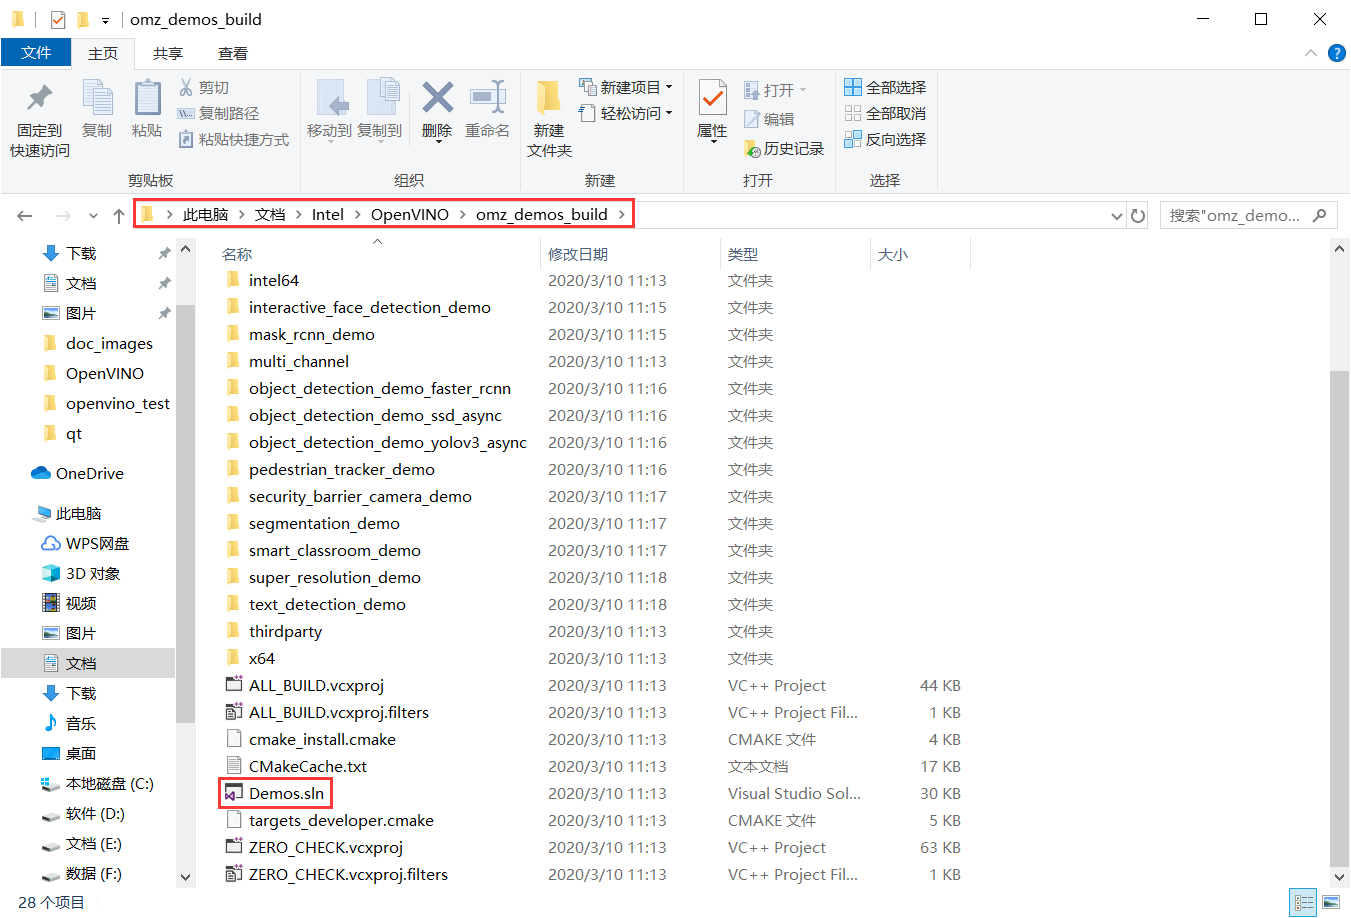 omz_demos_build
文件 主页 共享 查看
固定到
快速访问
复制
粘贴
剪切
复制路径
粘贴快捷方式
剪贴板
移动到 复制到 删除 重命名
组织
新建
文件夹
新建项目
轻松访问
新建
属性
打开
编辑
历史记录
打开
全部选择
全部取消
反向选择
选择
此电脑 > 文档 > Intel > OpenVINO > omz_demos_build >
搜索"omz_demo...
下载
文档
图片
doc_images
OpenVINO
openvino_test
qt
OneDrive
此电脑
WPS网盘
3D 对象
视频
图片
文档
下载
音乐
桌面
本地磁盘 (C:)
软件 (D:)
文档 (E:)
数据 (F:)
名称 修改日期 类型 大小
intel64 2020/3/10 11:13 文件夹
interactive_face_detection_demo 2020/3/10 11:15 文件夹
mask_rcnn_demo 2020/3/10 11:15 文件夹
multi_channel 2020/3/10 11:13 文件夹
object_detection_demo_faster_rcnn 2020/3/10 11:16 文件夹
object_detection_demo_ssd_async 2020/3/10 11:16 文件夹
object_detection_demo_yolov3_async 2020/3/10 11:16 文件夹
pedestrian_tracker_demo 2020/3/10 11:16 文件夹
security_barrier_camera_demo 2020/3/10 11:17 文件夹
segmentation_demo 2020/3/10 11:17 文件夹
smart_classroom_demo 2020/3/10 11:17 文件夹
super_resolution_demo 2020/3/10 11:18 文件夹
text_detection_demo 2020/3/10 11:18 文件夹
thirdparty 2020/3/10 11:13 文件夹
x64 2020/3/10 11:13 文件夹
ALL_BUILD.vcxproj 2020/3/10 11:13 VC++ Project 44 KB
ALL_BUILD.vcxproj.filters 2020/3/10 11:13 VC++ Project Fil... 1 KB
cmake_install.cmake 2020/3/10 11:13 CMAKE 文件 4 KB
CMakeCache.txt 2020/3/10 11:13 文本文档 17 KB
Demos.sln 2020/3/10 11:13 Visual Studio Sol... 30 KB
targets_developer.cmake 2020/3/10 11:13 CMAKE 文件 5 KB
ZERO_CHECK.vcxproj 2020/3/10 11:13 VC++ Project 63 KB
ZERO_CHECK.vcxproj.filters 2020/3/10 11:13 VC++ Project Fil... 1 KB
28 个项目